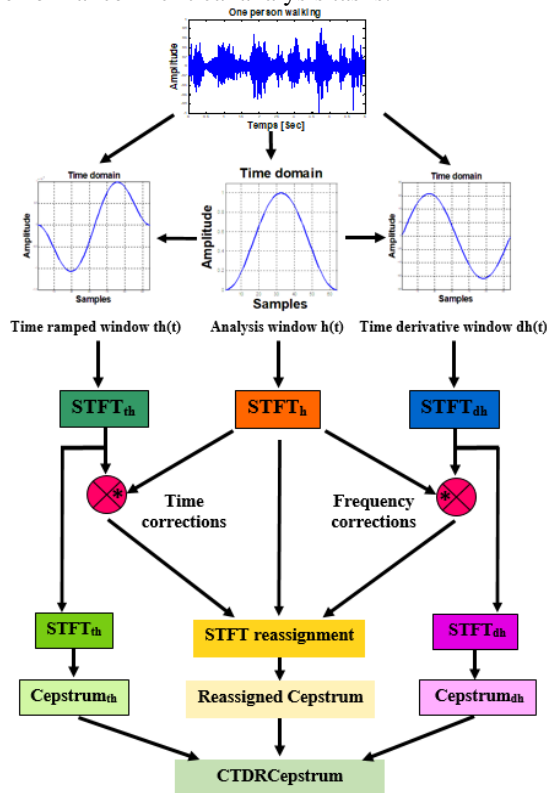 One person walking
Amplitude
Temps [Sec]
Time domain
Amplitude
Samples
Time domain
Amplitude
Samples
Time domain
Amplitude
Samples
Time ramped window th(t)
Analysis window h(t)
Time derivative window dh(t)
STFTth
STFTh
STFTdh
*
*
Time
corrections
Frequency
corrections
STFTth
STFT reassignment
STFTdh
Cepstrumth
Reassigned Cepstrum
Cepstrumdh
CTDRCepstrum